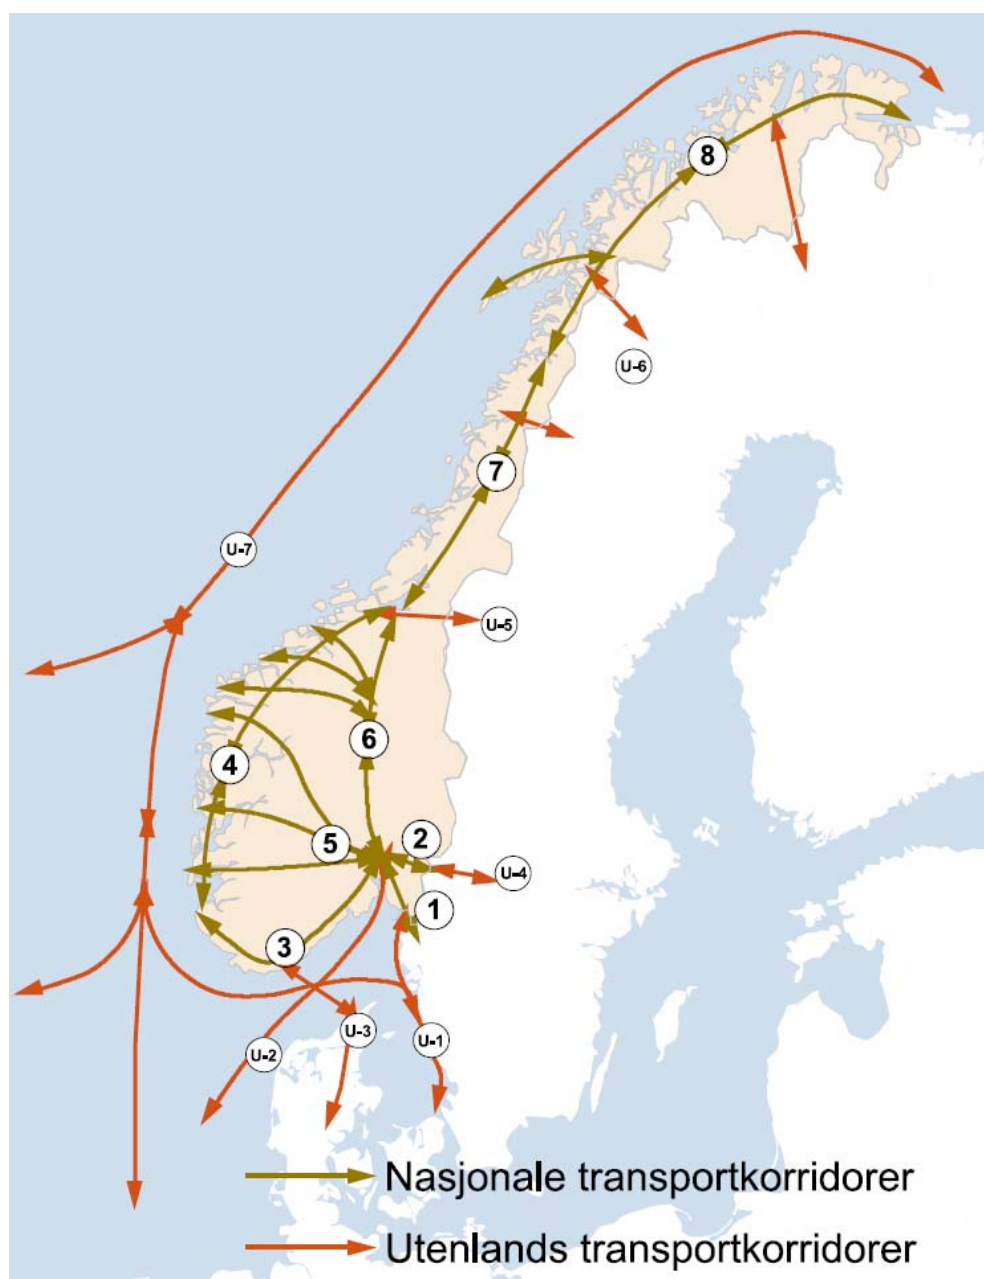 8
U-6
7
U-7
U-5
6
4
2
5
U-4
1
3
U-3
U-1
U-2
Nasjonale transportkorridorer
Utenlands transportkorridorer